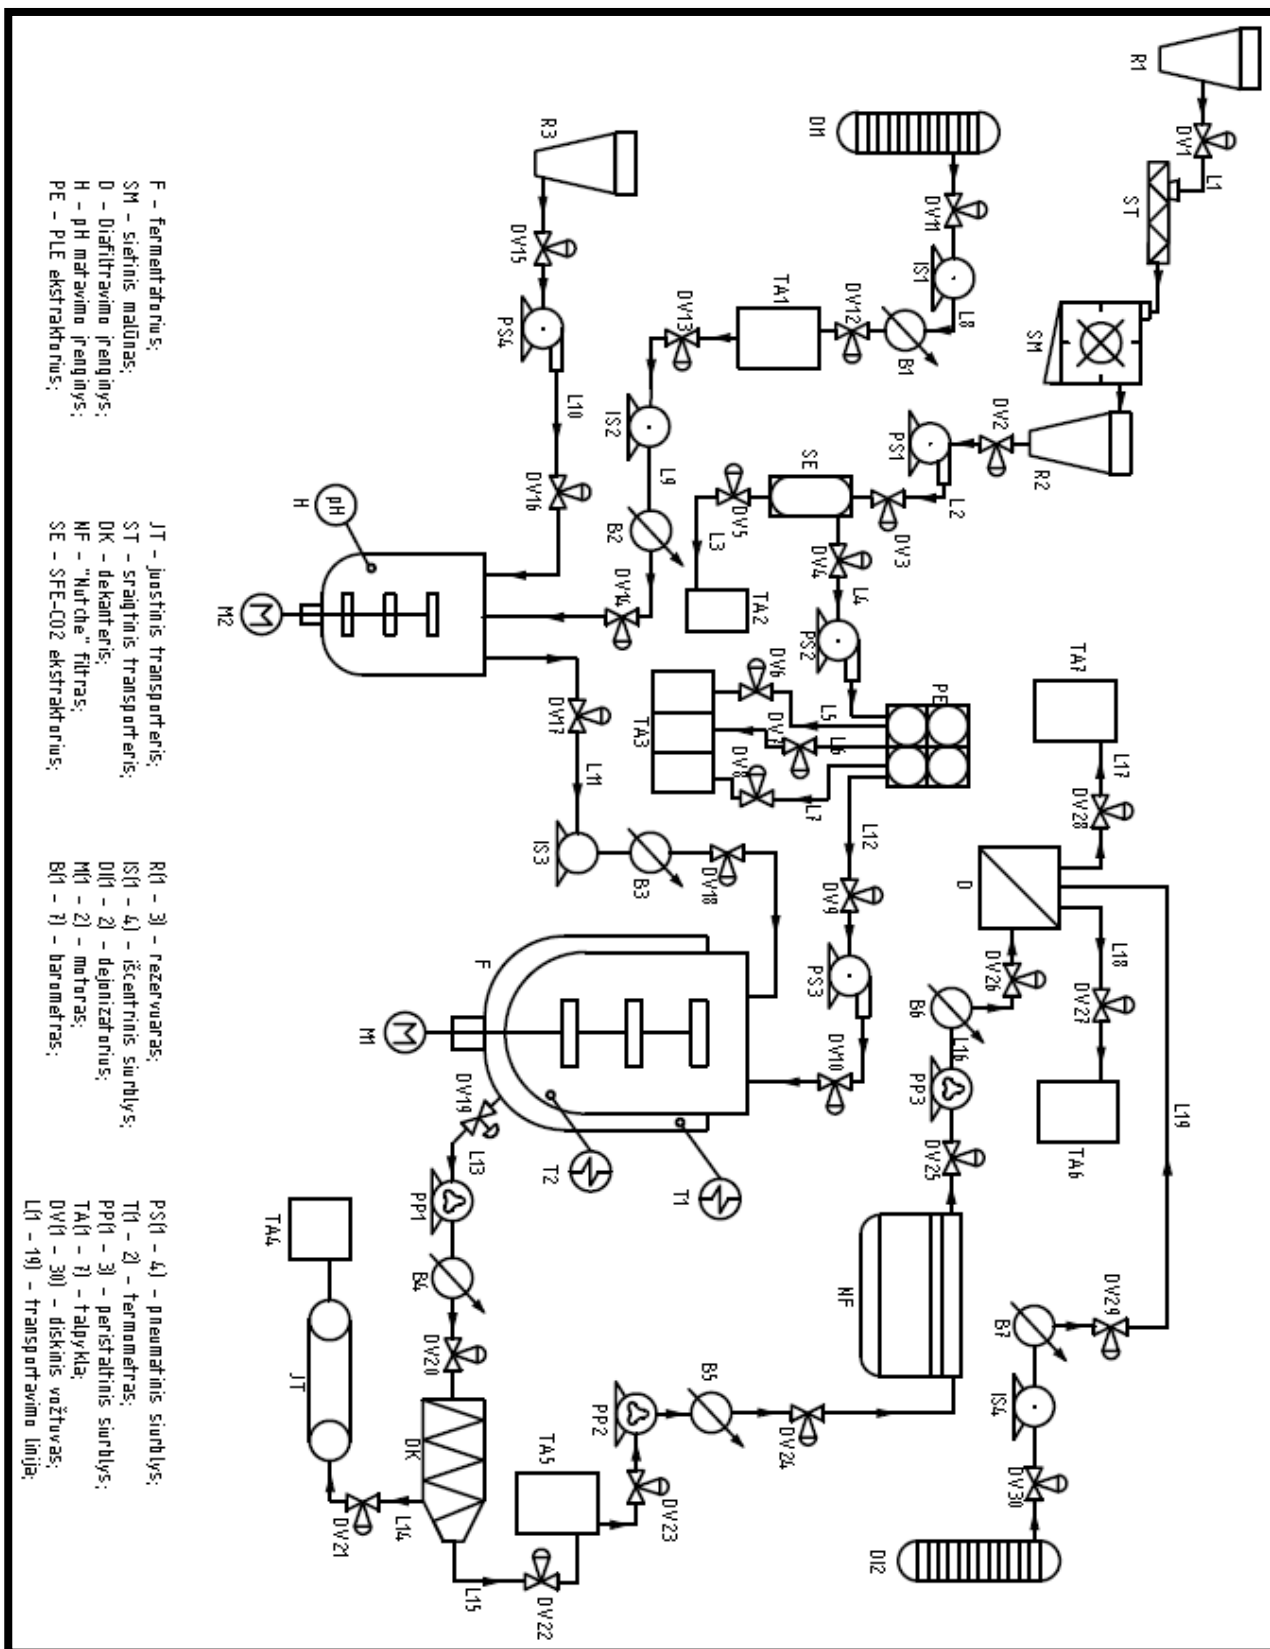 R1
DV1
L1
ST
SM
R2
DV2
PS1
L2
DV3
SE
DV5
L3
TA2
DV4
L4
PS2
PE
DI1
DV11
IS1
L8
B1
DV12
TA1
DV13
IS2
L9
B2
DV14
R3
DV15
PS4
L10
DV16
pH
H
M
M2
DV17
L11
IS3
B3
DV18
DV6
L5
DV7
L6
DV8
L7
TA3
L12
DV9
PS3
DV10
F
M
M1
T2
T1
DV19
L13
PP1
B4
DV20
DK
L14
DV21
JT
TA4
L15
DV22
TA5
DV23
PP2
B5
DV24
NF
DV25
PP3
L16
B6
DV26
D
L17
DV28
TA7
L18
DV27
TA6
L19
DV29
B7
IS4
DV30
DI2
F - fermentatorius;
SM - sietinis malūnas;
D - Diafiltravimo įrenginys;
H - pH matavimo įrenginys;
PE - PLE ekstraktorius;
JT - juostinis transporteris;
ST - sraigtinis transporteris;
DK - dekanteris;
NF - "Nutche" filtras;
SE - SFE-CO2 ekstraktorius;
R(1 - 3) - rezervuaras;
IS(1 - 4) - išcentrinis siurblys;
DI(1 - 2) - dejonizatorius;
M(1 - 2) - motoras;
B(1 - 7) - barometras;
PS(1 - 4) - pneumatinis siurblys;
T(1 - 2) - termometras;
PP(1 - 3) - peristaltinis siurblys;
TA(1 - 7) - talpykla;
DV(1 - 30) - diskinis vožtuvas;
L(1 - 19) - transportavimo linija;